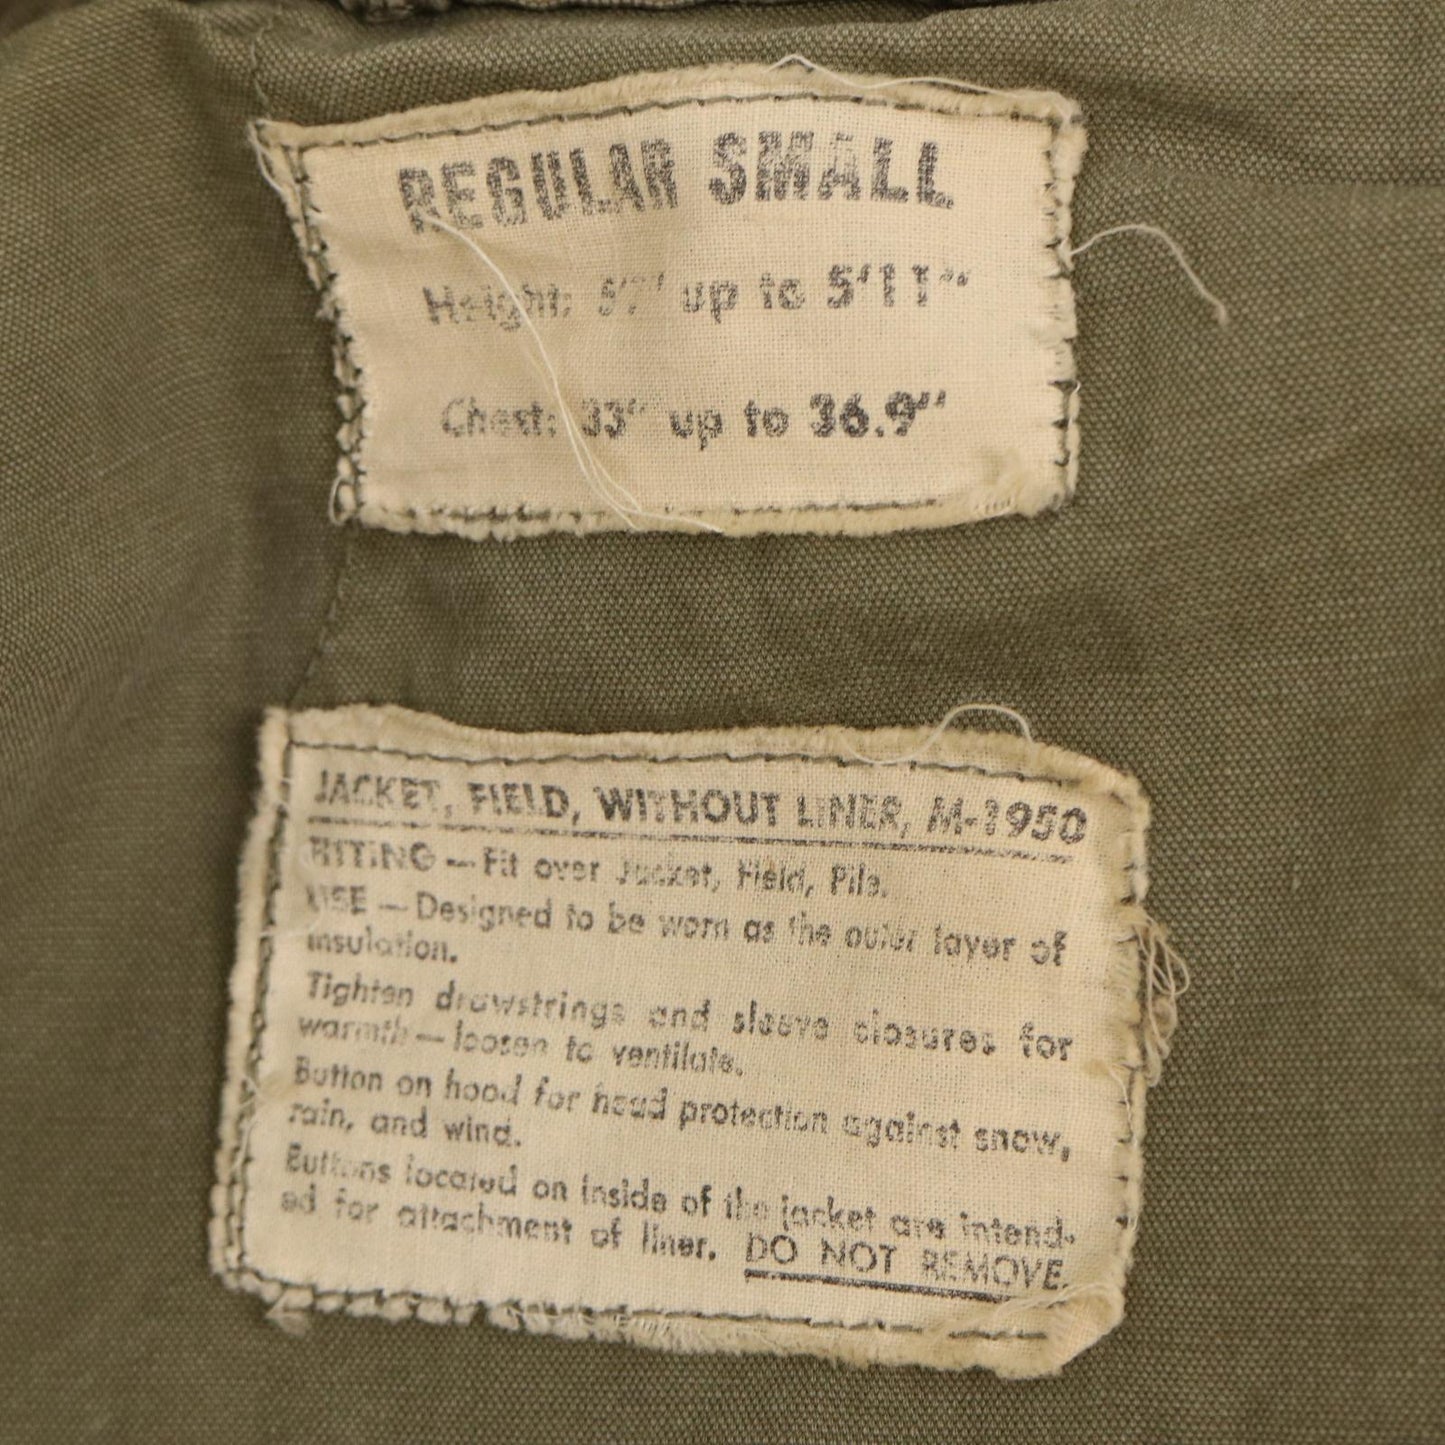 REGULAR SMALL
Height: 5'7" up to 5'11"
Chest: 33" up to 36.9"
JACKET, FIELD, WITHOUT LINER, M-1950
FITTING — Fit over Jacket, Field, Pile.
USE — Designed to be worn as the outer layer of
insulation.
Tighten drawstrings and sleeve closures for
warmth — loosen to ventilate.
Button on hood for head protection against snow,
rain, and wind.
Buttons located on inside of the jacket are intend-
ed for attachment of liner. DO NOT REMOVE.